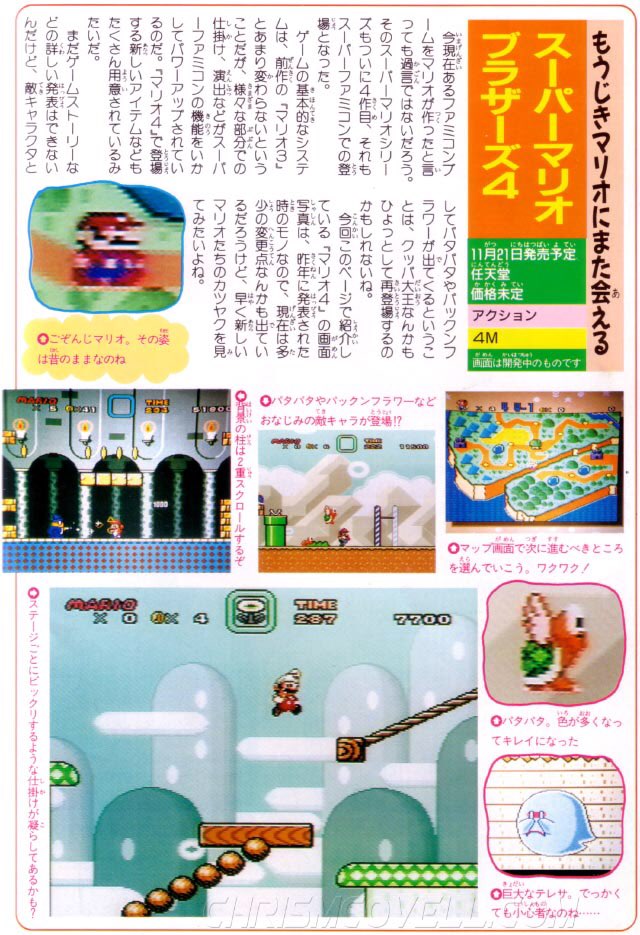 もうじきマリオにまた会える
スーパーマリオ
ブラザーズ4
11月21日発売予定
任天堂
価格未定
アクション
4M
画面は開発中のものです
今現在あるファミコンブ
ームをマリオが作ったと言
っても過言ではないだろう。
そのスーパーマリオシリー
ズもついに4作目、それも
スーパーファミコンでの登
場となった。
ゲームの基本的なシステ
ムは、前作の『マリオ3』
とあまり変わらないという
ことだが、様々な部分での
仕掛け、演出などがスーパ
ーファミコンの機能をいか
してパワーアップされてい
るのだ。『マリオ4』で登場
する新しいアイテムなども
たくさん用意されているみ
たいだ。
まだゲームストーリーな
どの詳しい発表はできない
んだけど、敵キャラクタと
してパタパタやパックンフ
ラワーが出てくるというこ
とは、クッパ大王なんかも
ひょっとして再登場するの
かもしれないね。
今回このページで紹介し
ている『マリオ4』の画面
写真は、昨年に発表された
時のモノなので、現在は多
少の変更点なんかも出てい
るだろうけど、早く新しい
マリオたちのカツヤクを見
てみたいよね。
ごぞんじマリオ。その姿
は昔のままなのね
背景の柱は2重スクロールするぞ
パタパタやパックンフラワーなど
おなじみの敵キャラが登場!?
マップ画面で次に進むべきところ
を選んでいこう。ワクワク!
MARIO
TIME
X 5
X41
294
51800
1000
MARIO
TIME
X 0
X 6
222
11500
X 4
X 0
ステージごとにビックリするような仕掛けが凝らしてあるかも?
MARIO
TIME
X 0
X 4
287
7700
パタパタ。色が多くなっ
てキレイになった
巨大なテレサ。でっかく
ても小心者なのね……
CHRISMCOVELL.COM